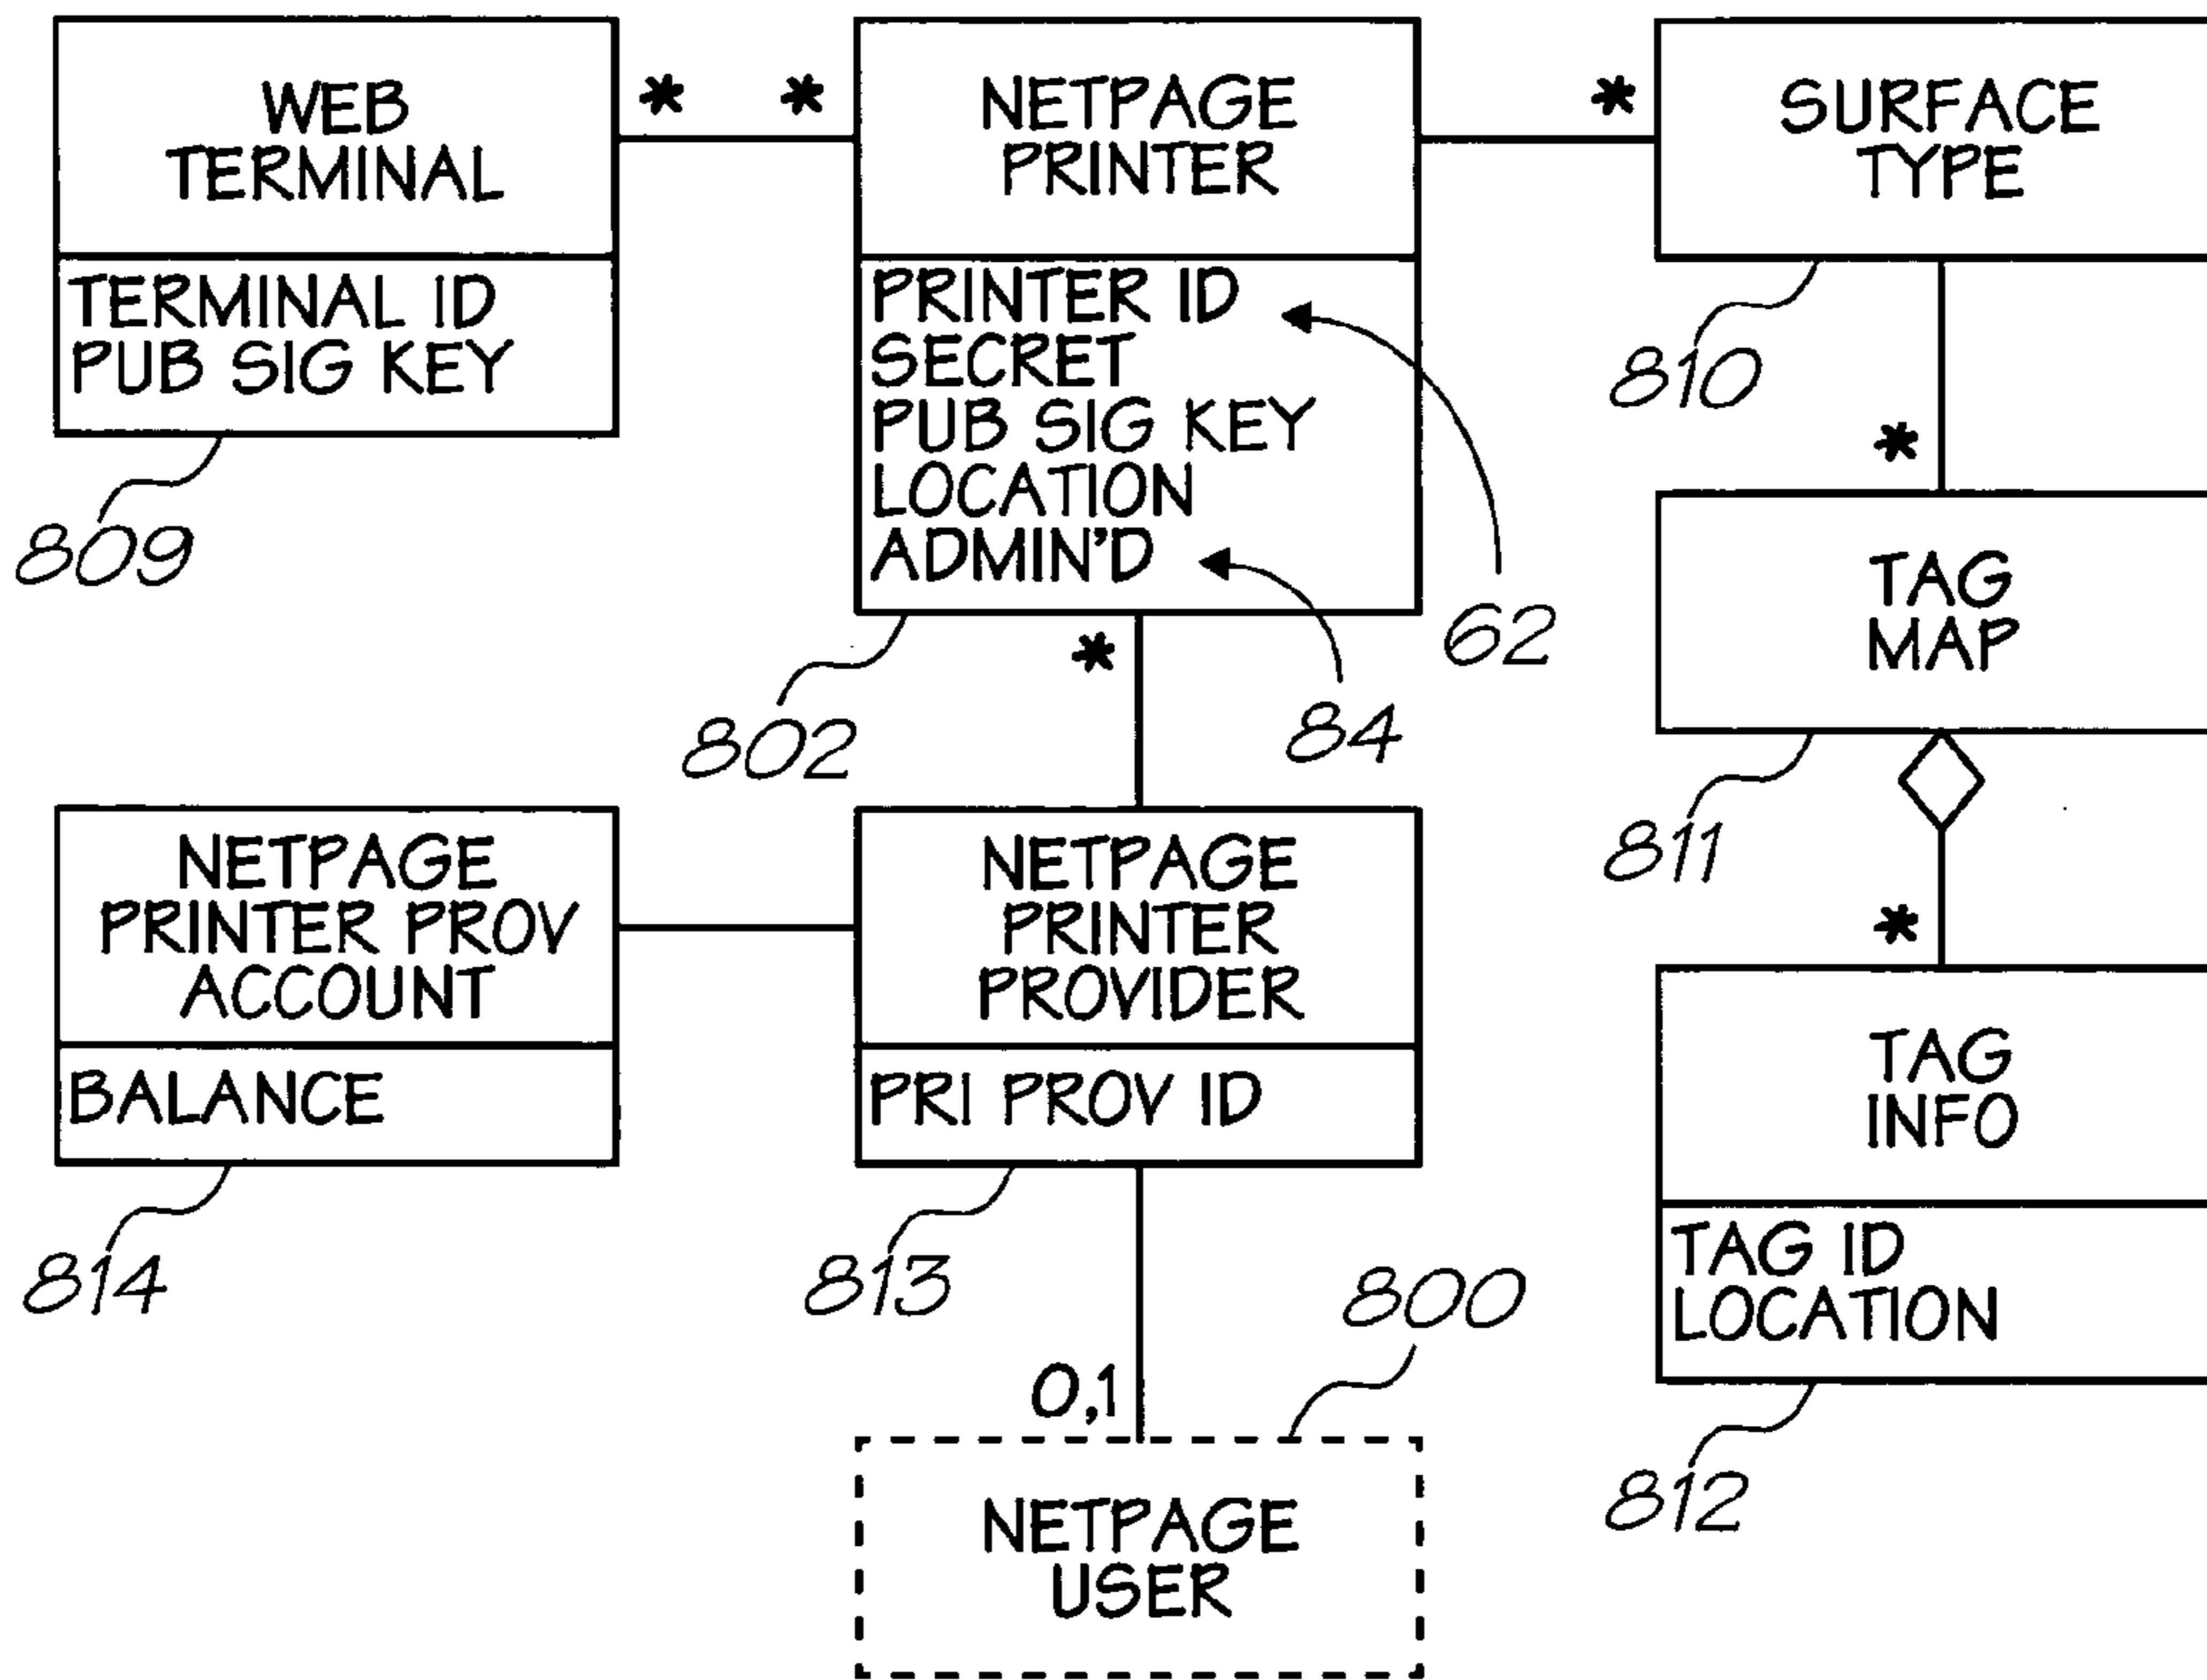 WEB
TERMINAL
TERMINAL ID
PUB SIG KEY
809
*
*
NETPAGE
PRINTER
PRINTER ID
SECRET
PUB SIG KEY
LOCATION
ADMIN'D
62
84
802
*
*
SURFACE
TYPE
810
*
TAG
MAP
811
*
TAG
INFO
TAG ID
LOCATION
812
NETPAGE
PRINTER PROV
ACCOUNT
BALANCE
814
NETPAGE
PRINTER
PROVIDER
PRI PROV ID
813
800
0,1
NETPAGE
USER